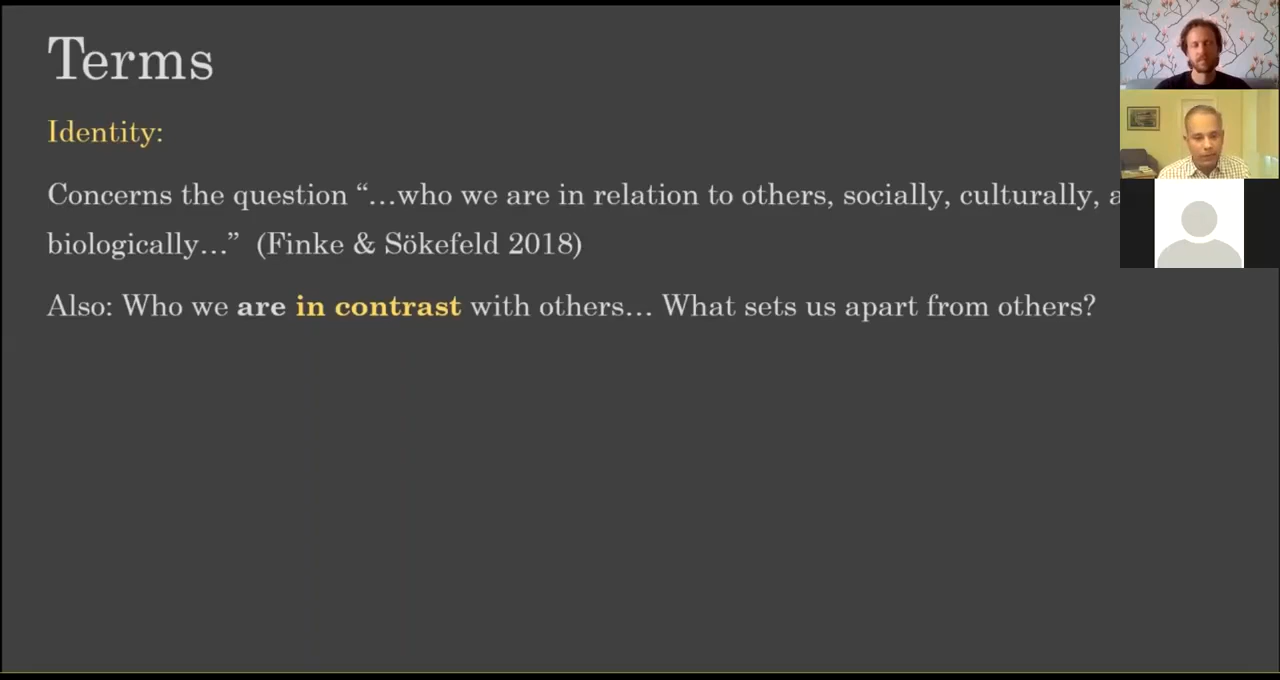 Terms
Identity:
Concerns the question “…who we are in relation to others, socially, culturally,
biologically…” (Finke & Sökefeld 2018)
Also: Who we are in contrast with others… What sets us apart from others?